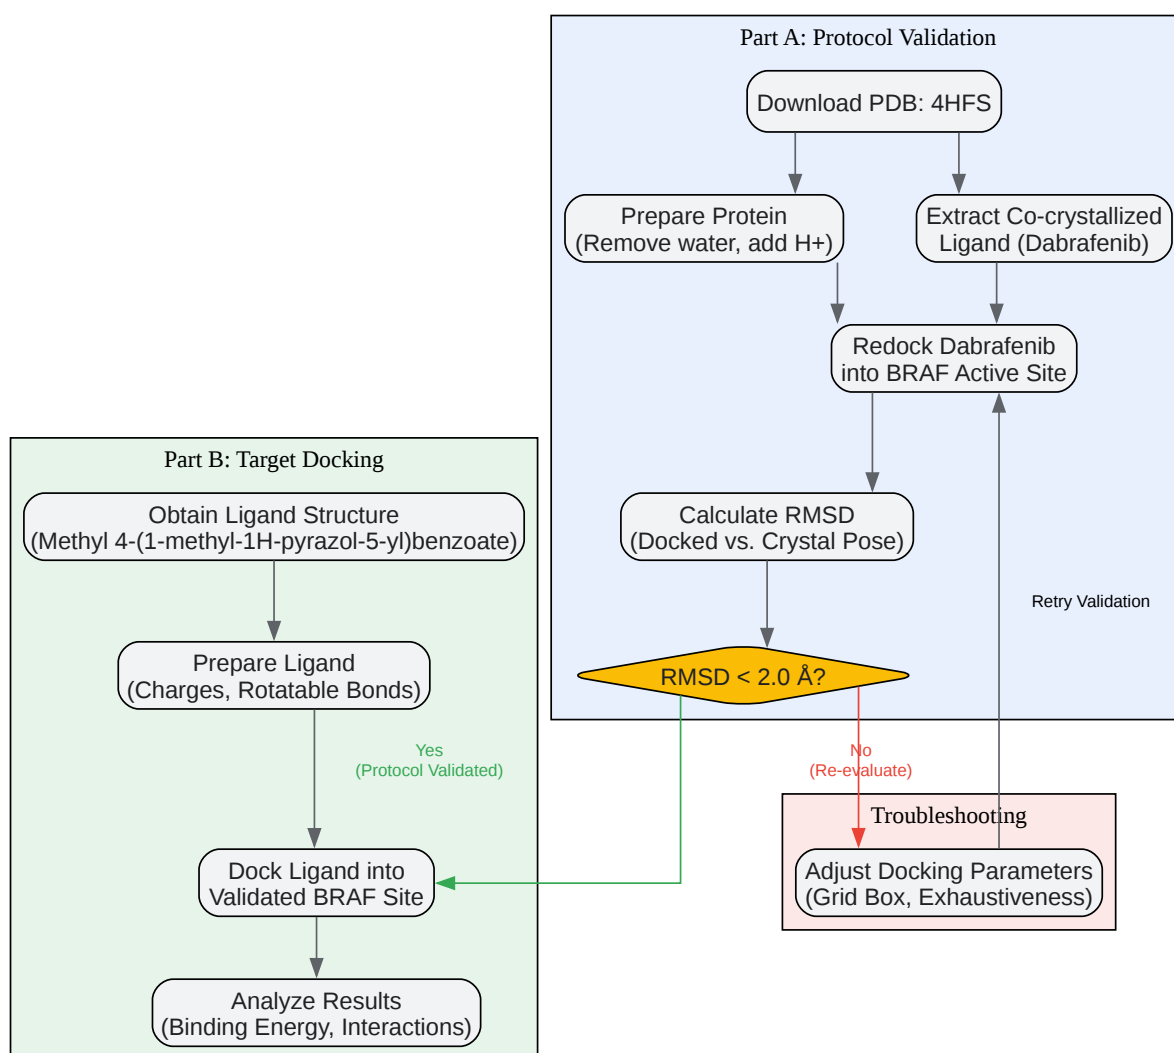 Part A: Protocol Validation
Download PDB: 4HFS
Prepare Protein
(Remove water, add H+)
Extract Co-crystallized
Ligand (Dabrafenib)
Redock Dabrafenib
into BRAF Active Site
Calculate RMSD
(Docked vs. Crystal Pose)
RMSD < 2.0 Å?
Retry Validation
Yes
(Protocol Validated)
No
(Re-evaluate)
Troubleshooting
Adjust Docking Parameters
(Grid Box, Exhaustiveness)
Part B: Target Docking
Obtain Ligand Structure
(Methyl 4-(1-methyl-1H-pyrazol-5-yl)benzoate)
Prepare Ligand
(Charges, Rotatable Bonds)
Dock Ligand into
Validated BRAF Site
Analyze Results
(Binding Energy, Interactions)